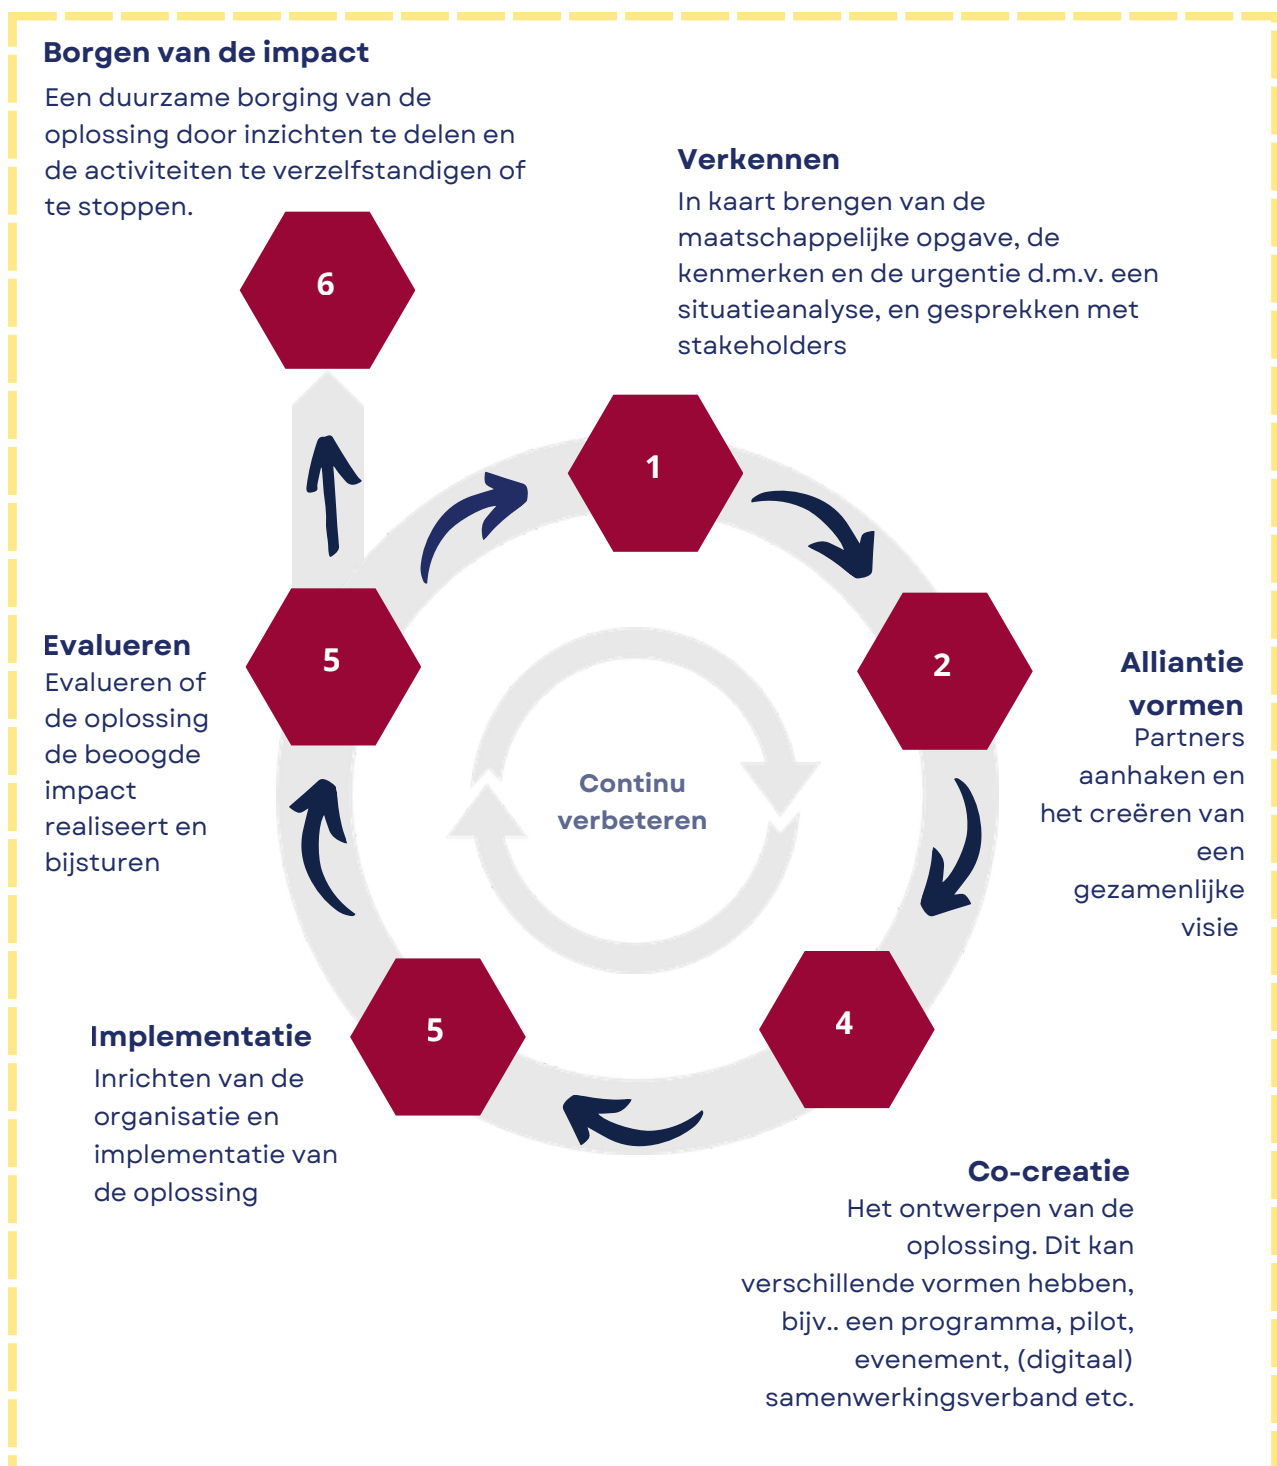 Borgen van de impact
Een duurzame borging van de
oplossing door inzichten te delen en
de activiteiten te verzelfstandigen of
te stoppen.
6
Verkennen
In kaart brengen van de
maatschappelijke opgave, de
kenmerken en de urgentie d.m.v. een
situatieanalyse, en gesprekken met
stakeholders
1
2
Alliantie
vormen
Partners
aanhaken en
het creëren van
een
gezamenlijke
visie
Evalueren
Evalueren of
de oplossing
de beoogde
impact
realiseert en
bijsturen
5
Continu
verbeteren
4
Co-creatie
Het ontwerpen van de
oplossing. Dit kan
verschillende vormen hebben,
bijv.. een programma, pilot,
evenement, (digitaal)
samenwerkingsverband etc.
5
Implementatie
Inrichten van de
organisatie en
implementatie van
de oplossing